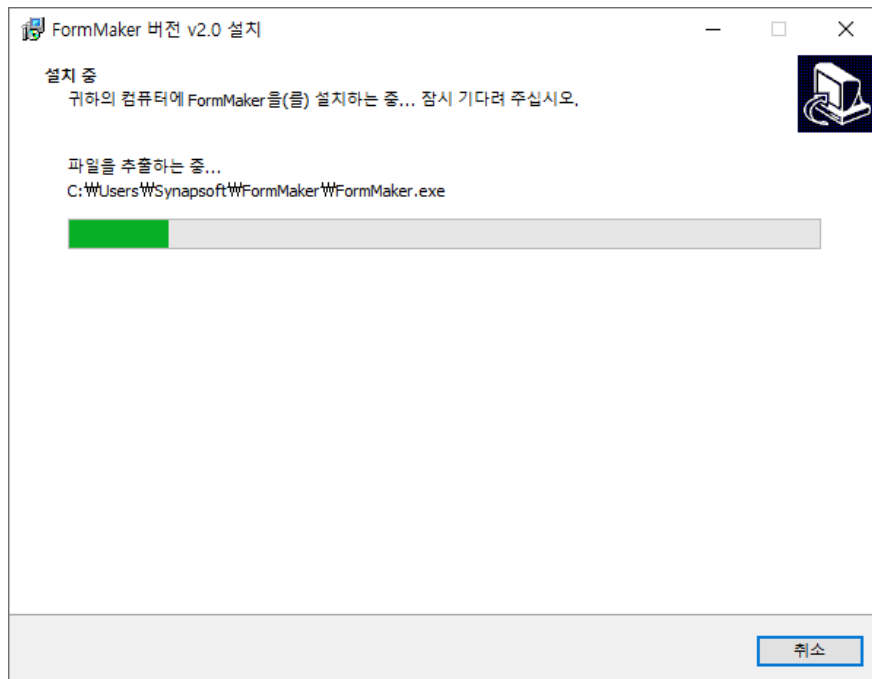 FormMaker 버전 v2.0 설치
설치 중
귀하의 컴퓨터에 FormMaker을(를) 설치하는 중... 잠시 기다려 주십시오.
파일을 추출하는 중...
C:₩Users₩Synapsoft₩FormMaker₩FormMaker.exe
취소